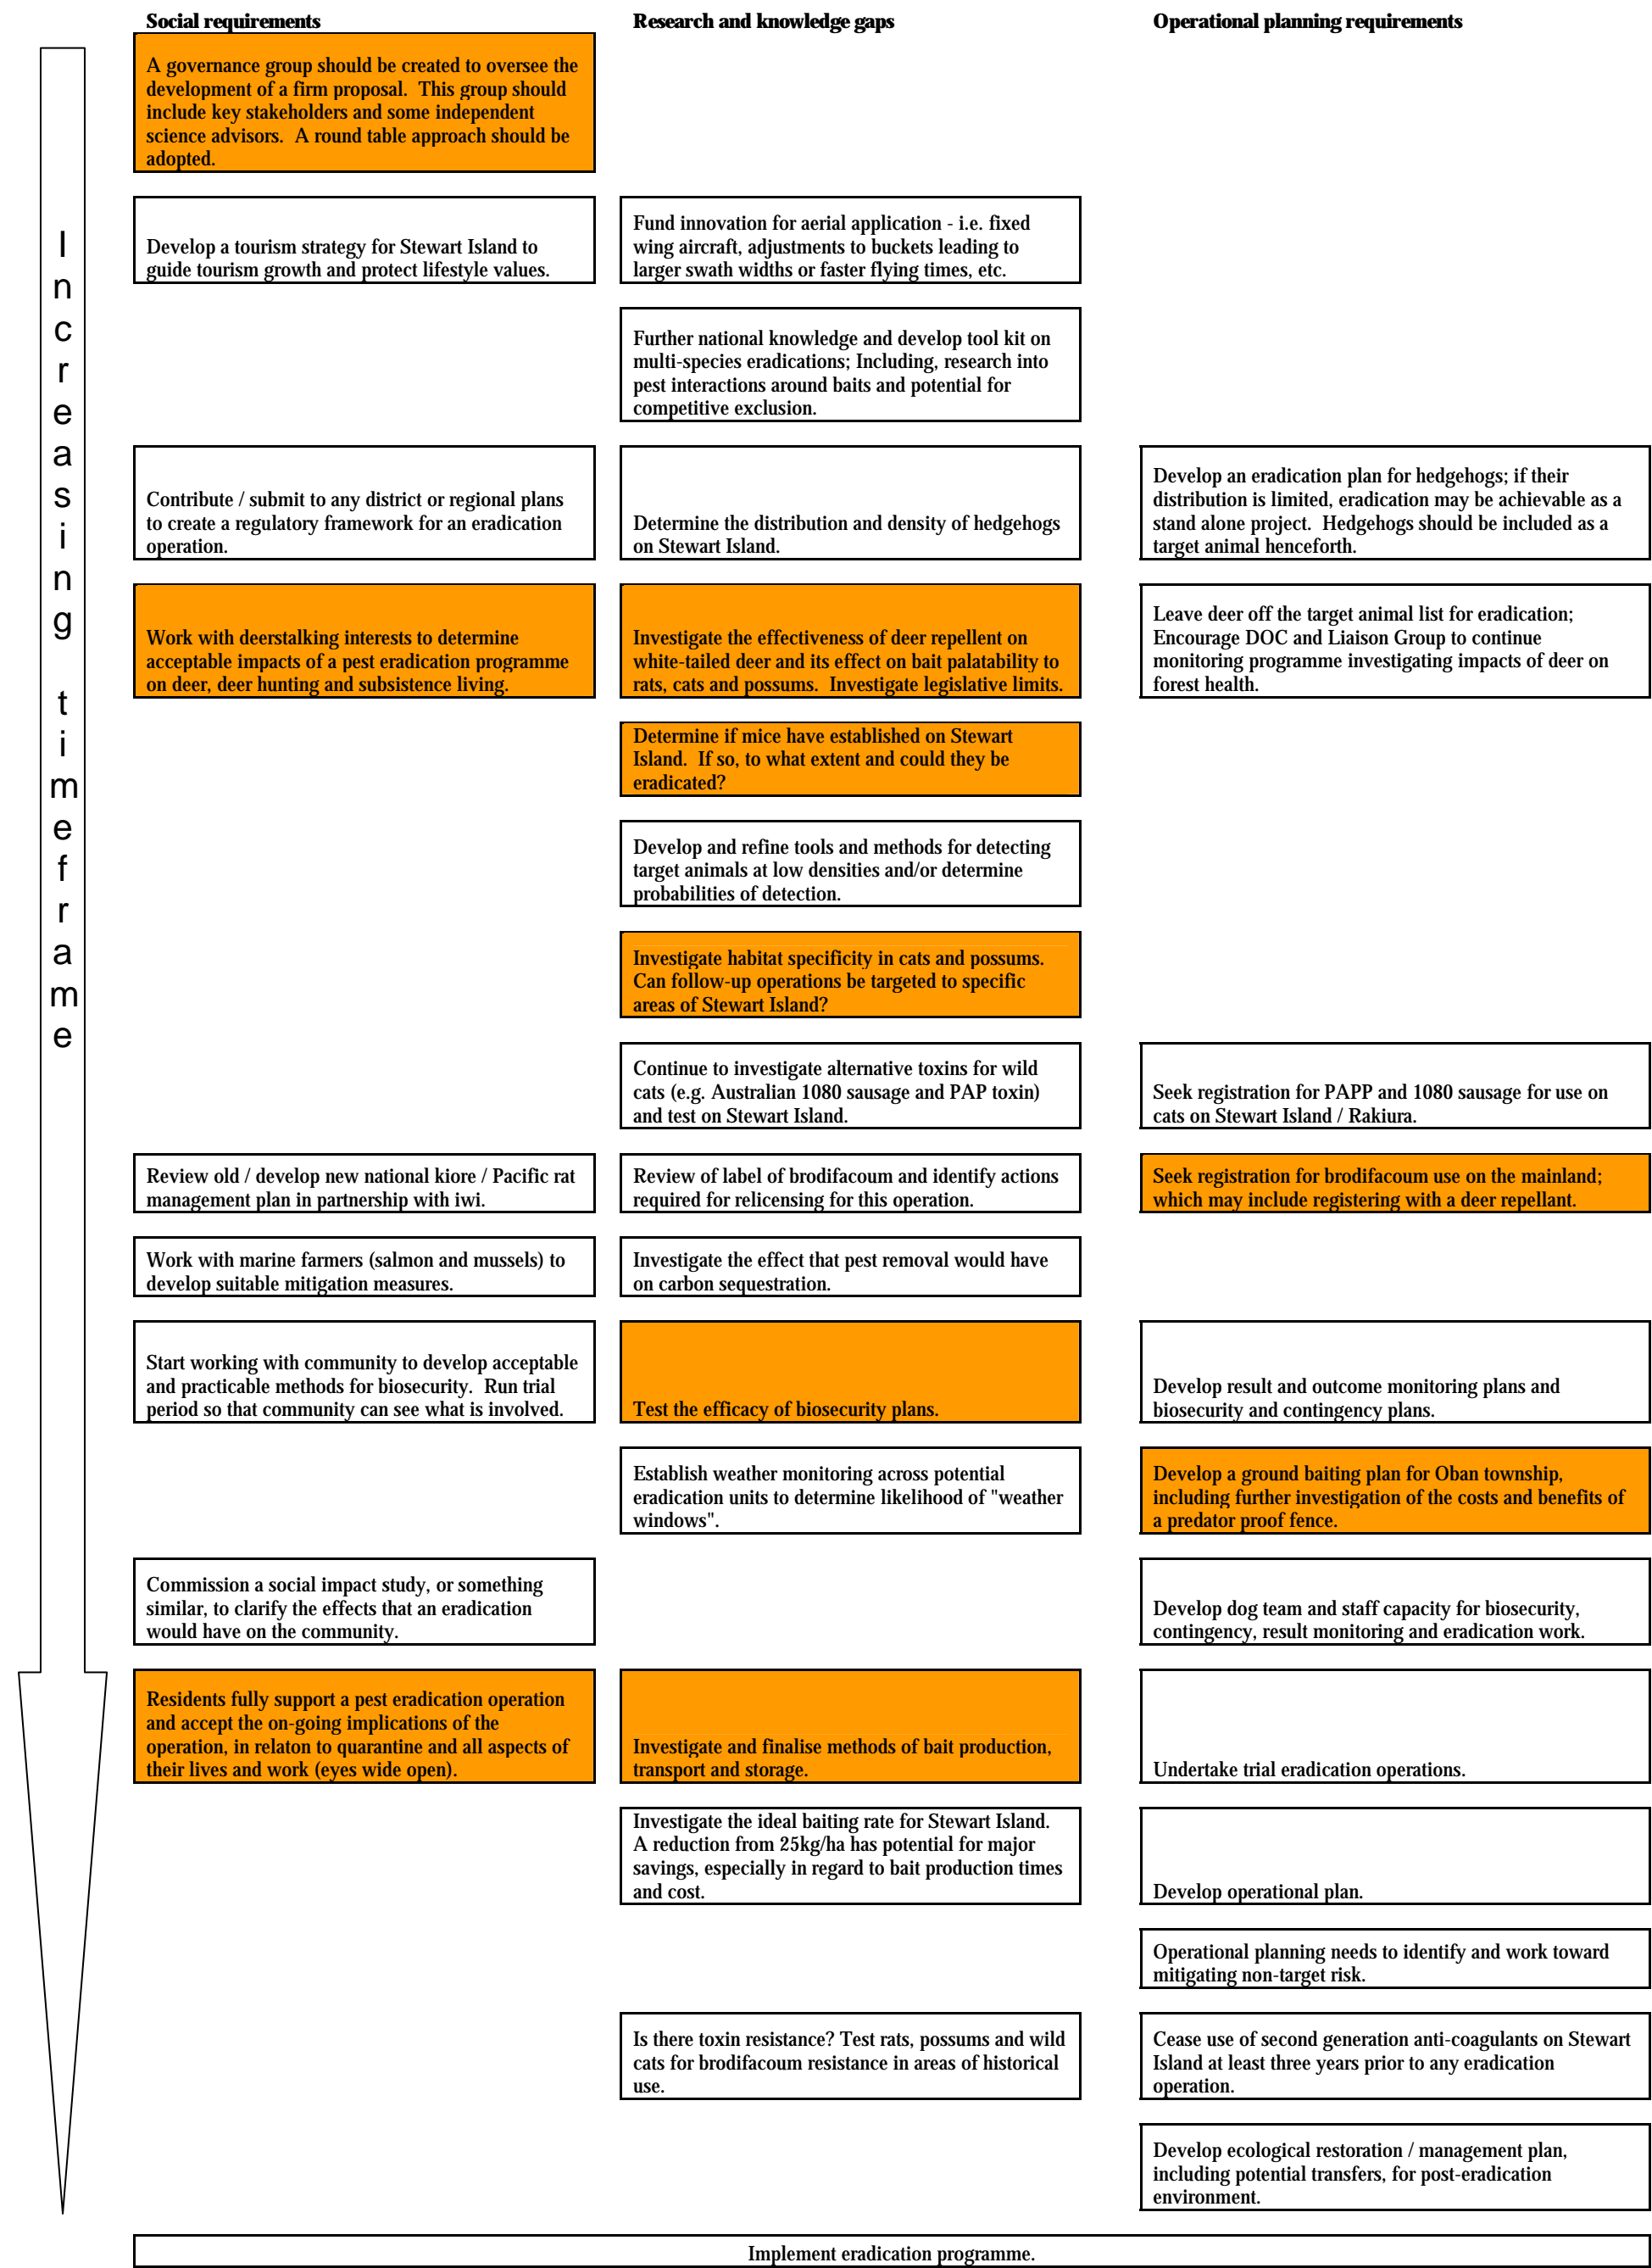 Social requirements
Research and knowledge gaps
Operational planning requirements
Increasing timeframe
A governance group should be created to oversee the
development of a firm proposal. This group should
include key stakeholders and some independent
science advisors. A round table approach should be
adopted.
Develop a tourism strategy for Stewart Island to
guide tourism growth and protect lifestyle values.
Fund innovation for aerial application - i.e. fixed
wing aircraft, adjustments to buckets leading to
larger swath widths or faster flying times, etc.
Further national knowledge and develop tool kit on
multi-species eradications; Including, research into
pest interactions around baits and potential for
competitive exclusion.
Contribute / submit to any district or regional plans
to create a regulatory framework for an eradication
operation.
Determine the distribution and density of hedgehogs
on Stewart Island.
Develop an eradication plan for hedgehogs; if their
distribution is limited, eradication may be achievable as a
stand alone project. Hedgehogs should be included as a
target animal henceforth.
Work with deerstalking interests to determine
acceptable impacts of a pest eradication programme
on deer, deer hunting and subsistence living.
Investigate the effectiveness of deer repellent on
white-tailed deer and its effect on bait palatability to
rats, cats and possums. Investigate legislative limits.
Leave deer off the target animal list for eradication;
Encourage DOC and Liaison Group to continue
monitoring programme investigating impacts of deer on
forest health.
Determine if mice have established on Stewart
Island. If so, to what extent and could they be
eradicated?
Develop and refine tools and methods for detecting
target animals at low densities and/or determine
probabilities of detection.
Investigate habitat specificity in cats and possums.
Can follow-up operations be targeted to specific
areas of Stewart Island?
Continue to investigate alternative toxins for wild
cats (e.g. Australian 1080 sausage and PAP toxin)
and test on Stewart Island.
Seek registration for PAPP and 1080 sausage for use on
cats on Stewart Island / Rakiura.
Review old / develop new national kiore / Pacific rat
management plan in partnership with iwi.
Review of label of brodifacoum and identify actions
required for relicensing for this operation.
Seek registration for brodifacoum use on the mainland;
which may include registering with a deer repellant.
Work with marine farmers (salmon and mussels) to
develop suitable mitigation measures.
Investigate the effect that pest removal would have
on carbon sequestration.
Start working with community to develop acceptable
and practicable methods for biosecurity. Run trial
period so that community can see what is involved.
Test the efficacy of biosecurity plans.
Develop result and outcome monitoring plans and
biosecurity and contingency plans.
Establish weather monitoring across potential
eradication units to determine likelihood of "weather
windows".
Develop a ground baiting plan for Oban township,
including further investigation of the costs and benefits of
a predator proof fence.
Commission a social impact study, or something
similar, to clarify the effects that an eradication
would have on the community.
Develop dog team and staff capacity for biosecurity,
contingency, result monitoring and eradication work.
Residents fully support a pest eradication operation
and accept the on-going implications of the
operation, in relaton to quarantine and all aspects of
their lives and work (eyes wide open).
Investigate and finalise methods of bait production,
transport and storage.
Undertake trial eradication operations.
Investigate the ideal baiting rate for Stewart Island.
A reduction from 25kg/ha has potential for major
savings, especially in regard to bait production times
and cost.
Develop operational plan.
Operational planning needs to identify and work toward
mitigating non-target risk.
Is there toxin resistance? Test rats, possums and wild
cats for brodifacoum resistance in areas of historical
use.
Cease use of second generation anti-coagulants on Stewart
Island at least three years prior to any eradication
operation.
Develop ecological restoration / management plan,
including potential transfers, for post-eradication
environment.
Implement eradication programme.